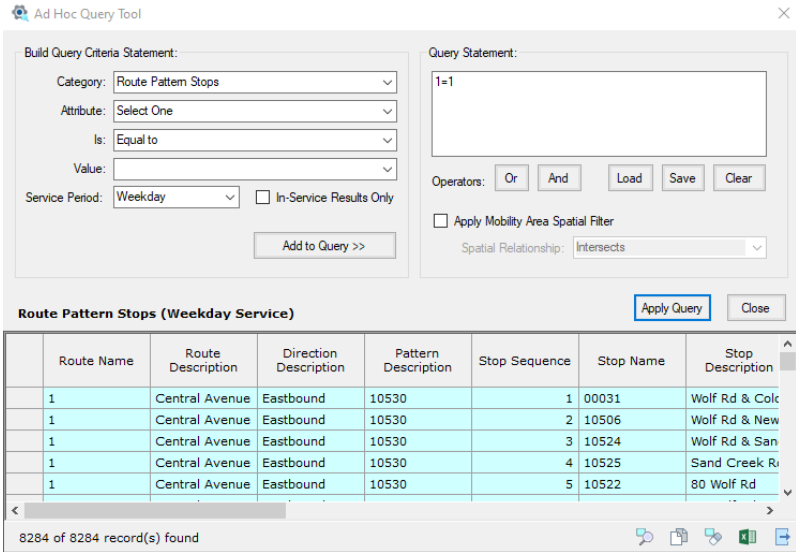 Ad Hoc Query Tool
Build Query Criteria Statement:
Category: Route Pattern Stops
Attribute: Select One
Is: Equal to
Value:
Service Period: Weekday In-Service Results Only
Add to Query >>
Query Statement:
1=1
Operators: Or And Load Save Clear
Apply Mobility Area Spatial Filter
Spatial Relationship: Intersects
Route Pattern Stops (Weekday Service)
Apply Query Close
Route Name Route Description Direction Description Pattern Description Stop Sequence Stop Name Stop Description
1 Central Avenue Eastbound 10530 1 00031 Wolf Rd & Colo
1 Central Avenue Eastbound 10530 2 10506 Wolf Rd & New
1 Central Avenue Eastbound 10530 3 10524 Wolf Rd & San
1 Central Avenue Eastbound 10530 4 10525 Sand Creek R
1 Central Avenue Eastbound 10530 5 10522 80 Wolf Rd
8284 of 8284 record(s) found